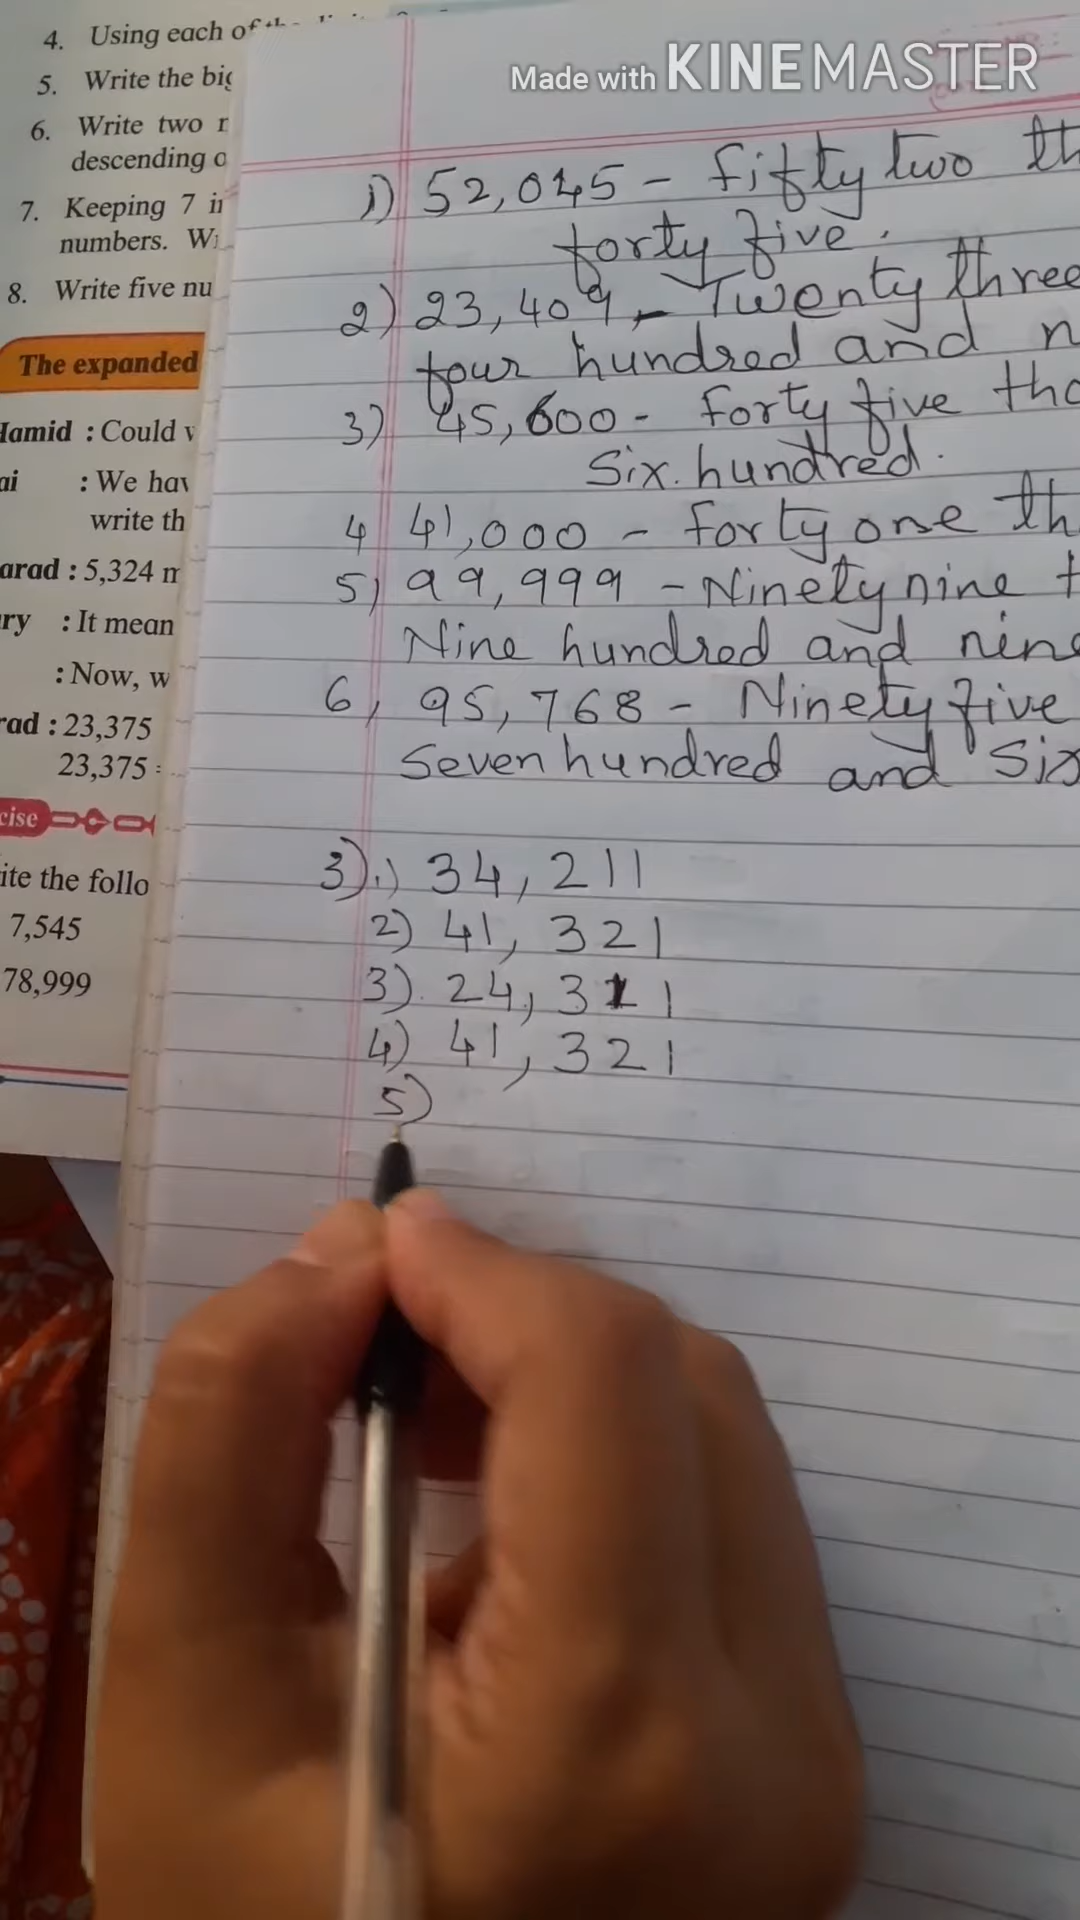 4. Using each of
5. Write the big
6. Write two
descending
7. Keeping 7
numbers.
8. Write five nu
The expanded
Hamid : Could
: We hav
write th
arad : 5,324
ry : It mean
: Now, w
rad : 23,375
23,375
cise
ite the follo
7,545
78,999
Made with KINEMASTER
1) 52,045 - fifty two th
forty five.
2) 23,409 - Twenty three
four hundred and n
3) 45,600 - forty five tho
Six hundred.
4 41,000 - forty one th
5) 99,999 - Ninety nine t
Nine hundred and nine
6, 95,768 - Ninety five
Seven hundred and six
3).1) 34,211
2) 41,321
3). 24,321
4) 41,321
5)